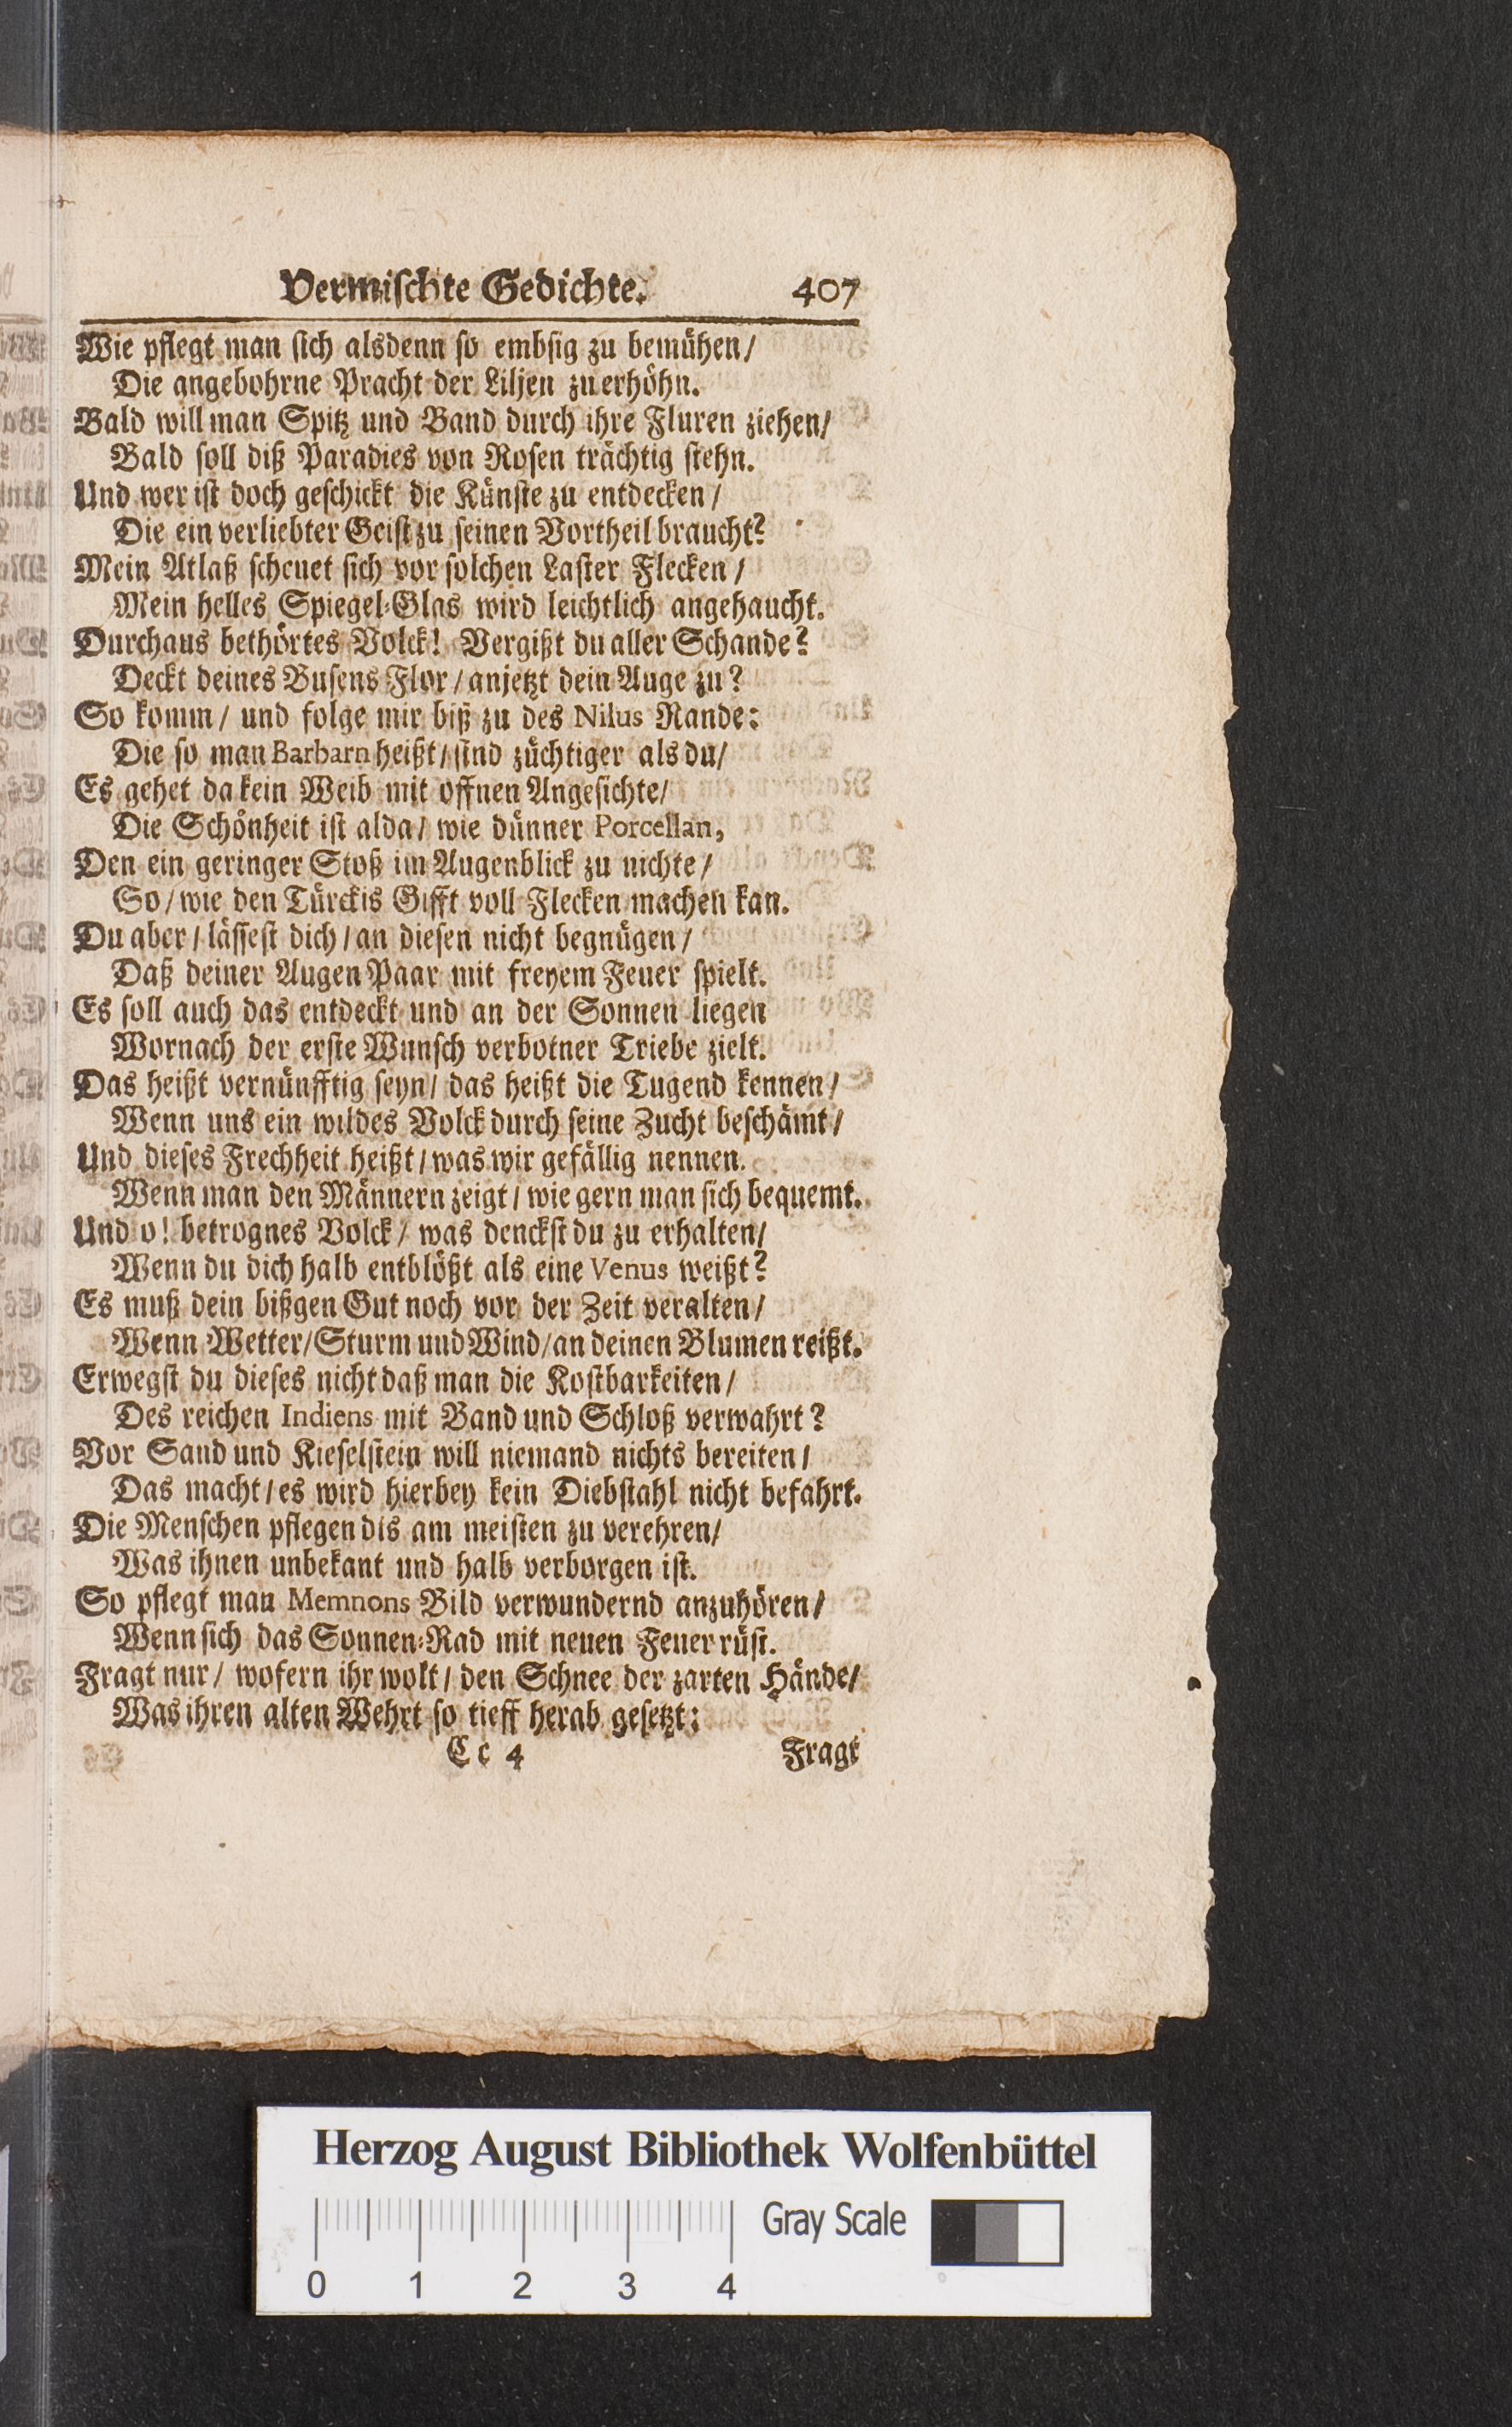 Vermischte Gedichte. 407
Wie pflegt man sich alsdenn so embsig zu bemühen/
Die angebohrne Pracht der Liljen zu erhöhn.
Bald will man Spitz und Band durch ihre Fluren ziehen/
Bald soll diß Paradies von Rosen trächtig stehn.
Und wer ist doch geschickt die Künste zu entdecken/
Die ein verliebter Geist zu seinen Vortheil braucht?
Mein Atlaß scheuet sich vor solchen Laster Flecken/
Mein helles Spiegel-Glas wird leichtlich angehaucht.
Durchaus bethörtes Volck! Vergißt du aller Schande?
Deckt deines Busens Flor/ anjetzt dein Auge zu?
So komm/ und folge mir biß zu des Nilus Rande:
Die so man Barbarn heißt/ sind züchtiger als du/
Es gehet da kein Weib mit offnen Angesichte/
Die Schönheit ist alda/ wie dünner Porcellan,
Den ein geringer Stoß im Augenblick zu nichte/
So/ wie den Türckis Gifft voll Flecken machen kan.
Du aber/ lässest dich/ an diesen nicht begnügen/
Daß deiner Augen Paar mit freyem Feuer spielt.
Es soll auch das entdeckt und an der Sonnen liegen
Wornach der erste Wunsch verbotner Triebe zielt.
Das heißt vernünfftig seyn/ das heißt die Tugend kennen/
Wenn uns ein wildes Volck durch seine Zucht beschämt/
Und dieses Frechheit heißt/ was wir gefällig nennen.
Wenn man den Männern zeigt/ wie gern man sich bequemt.
Und o! betrognes Volck/ was denckst du zu erhalten/
Wenn du dich halb entblößt als eine Venus weißt?
Es muß dein bißgen Gut noch vor der Zeit veralten/
Wenn Wetter/ Sturm und Wind/ an deinen Blumen reißt.
Erwegst du dieses nicht daß man die Kostbarkeiten/
Des reichen Indiens mit Band und Schloß verwahrt?
Vor Sand und Kieselstein will niemand nichts bereiten/
Das macht/ es wird hierbey kein Diebstahl nicht befahrt.
Die Menschen pflegen dis am meisten zu verehren/
Was ihnen unbekant und halb verborgen ist.
So pflegt man Memnons Bild verwundernd anzuhören/
Wenn sich das Sonnen-Rad mit neuen Feuer rüst.
Fragt nur/ wofern ihr wolt/ den Schnee der zarten Hände/
Was ihren alten Wehrt so tieff herab gesetzt;
Cc 4 Fragt
Herzog August Bibliothek Wolfenbüttel
Gray Scale
0 1 2 3 4